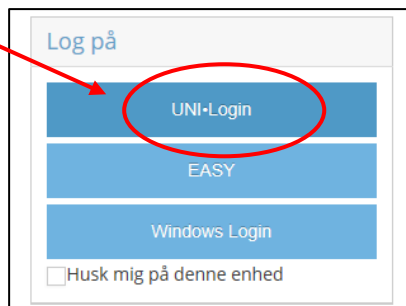 Log på
UNI•Login
EASY
Windows Login
Husk mig på denne enhed